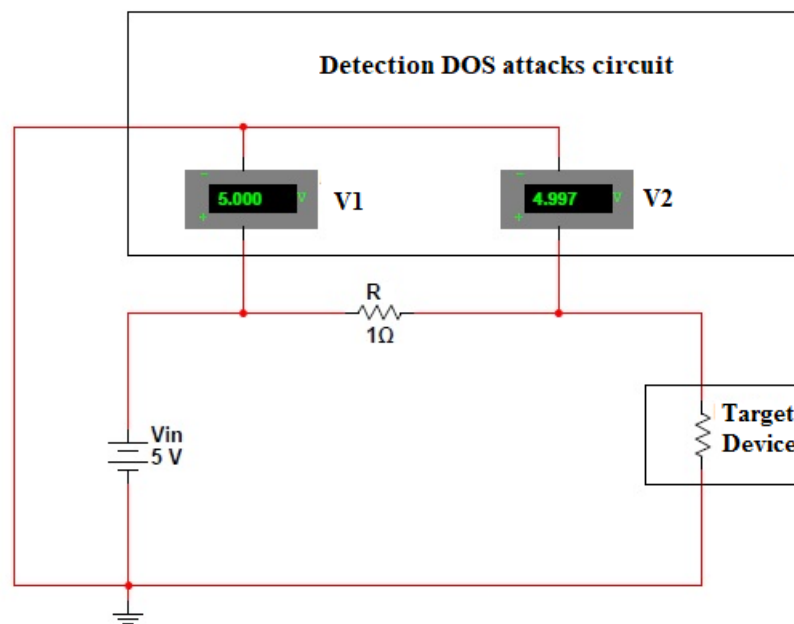 Detection DOS attacks circuit
5.000 V
V1
4.997 V
V2
R
1Ω
Vin
5 V
Target
Device